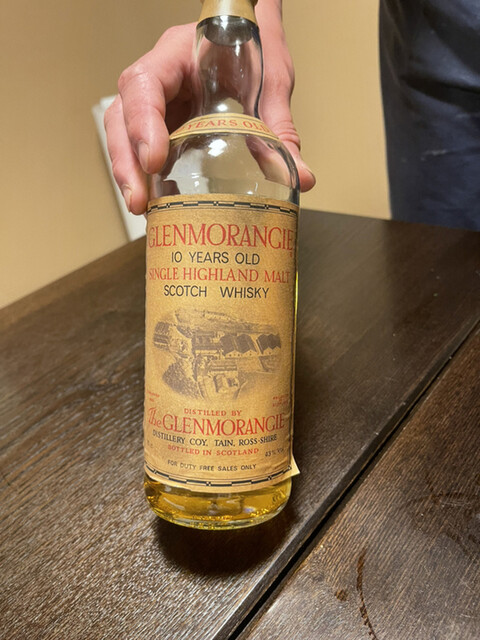 YEARS OLD
GLENMORANGIE
10 YEARS OLD
SINGLE HIGHLAND MALT
SCOTCH WHISKY
DISTILLED BY
The GLENMORANGIE
DISTILLERY COY, TAIN, ROSS-SHIRE
BOTTLED IN SCOTLAND
43% VOL
FOR DUTY FREE SALES ONLY